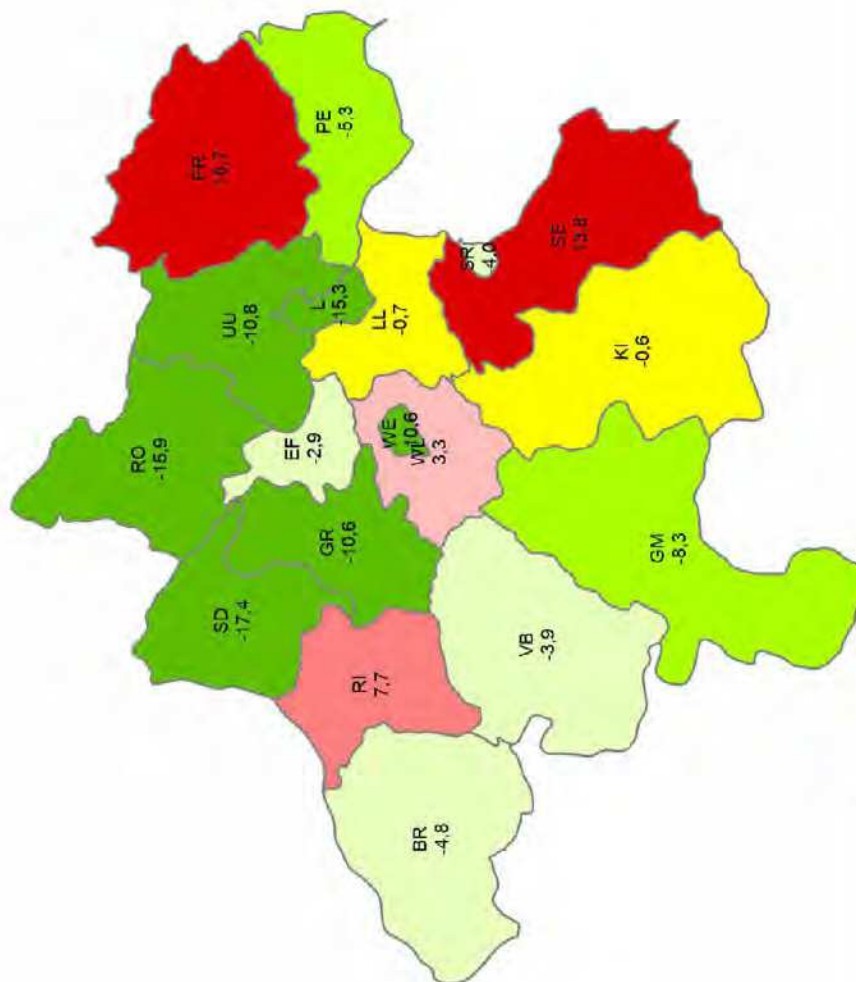 RO
-15,9
UU
-10,8
FR
16,7
PE
-5,3
L
-15,3
SD
-17,4
GR
-10,6
EF
-2,9
LL
-0,7
WE
-10,6
WL
3,3
SR
-4,0
SE
13,8
RI
7,7
BR
-4,8
VB
-3,9
GM
-8,3
KI
-0,6